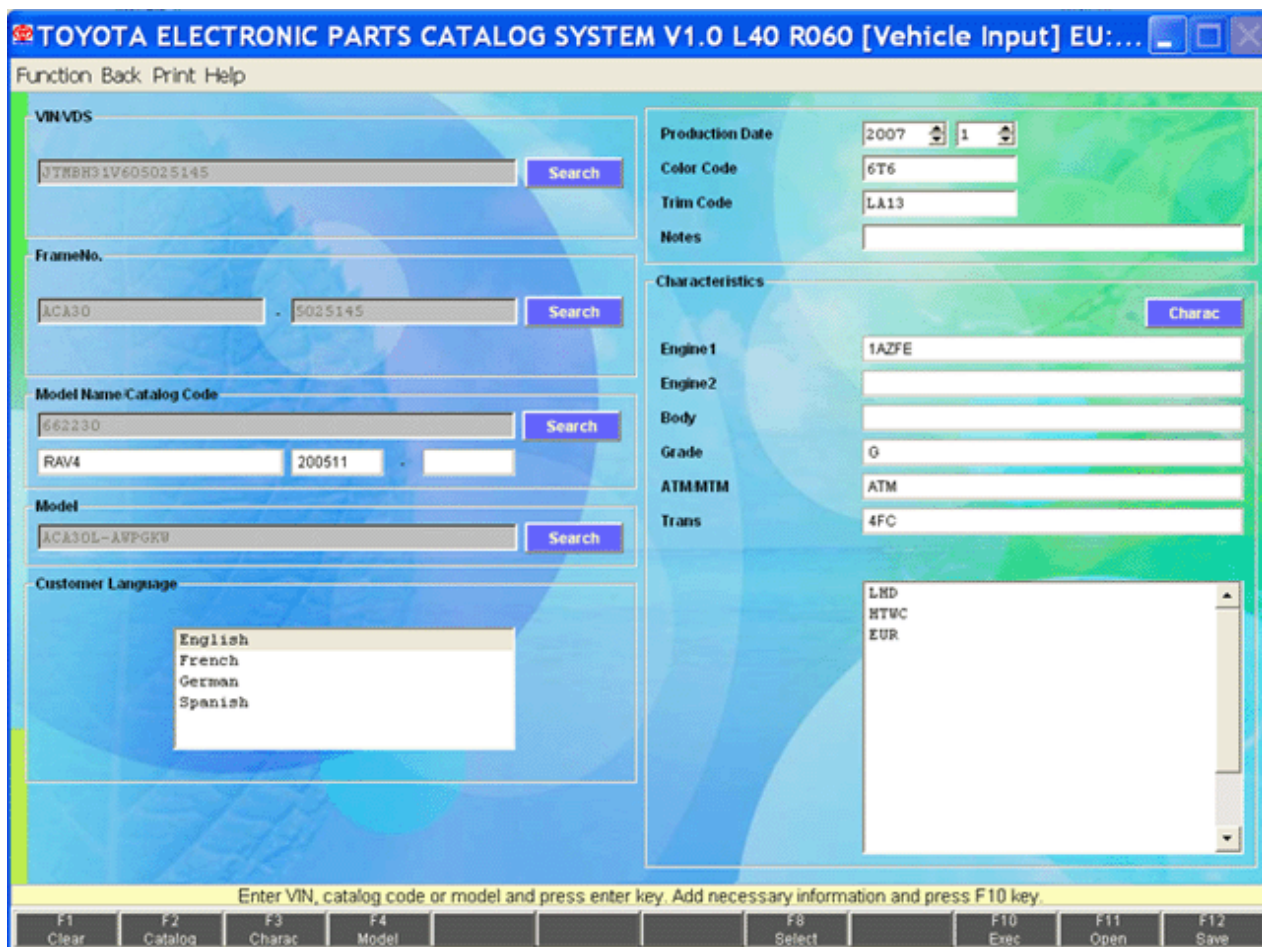 TOYOTA ELECTRONIC PARTS CATALOG SYSTEM V1.0 L40 R060 [Vehicle Input] EU:...
Function Back Print Help
VIN/VDS
JTMBH31V605025145
Search
FrameNo.
ACA30 - 5025145
Search
Model Name/Catalog Code
662230
Search
RAV4 200511 -
Model
ACA30L-AWPGKW
Search
Customer Language
English
French
German
Spanish
Production Date 2007 1
Color Code 6T6
Trim Code LA13
Notes
Characteristics
Charac
Engine1 1AZFE
Engine2
Body
Grade G
ATM/MTM ATM
Trans 4FC
LHD
HTWC
EUR
Enter VIN, catalog code or model and press enter key. Add necessary information and press F10 key.
F1 F2 F3 F4 F8 F10 F11 F12
Clear Catalog Charac Model Select Exec Open Save